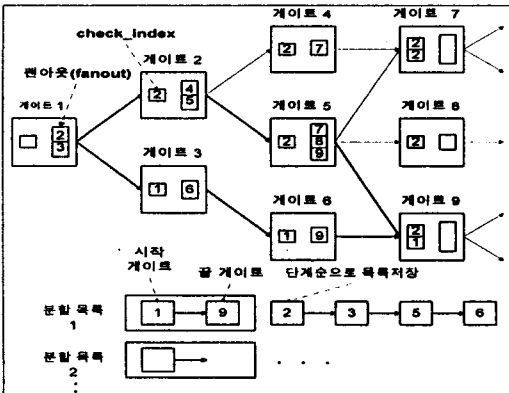 게이트 4
게이트 7
check_index
게이트 2
2 7
2
2
팬아웃(fanout)
2 4
5
게이트 1
게이트 5
게이트 8
2
3
2 7
8
9
2
게이트 3
1 6
게이트 6
게이트 9
1 9
2
1
시작
게이트
끝 게이트
단계순으로 목록저장
분할 목록
1
1 9 2 3 5 6
분할 목록
2